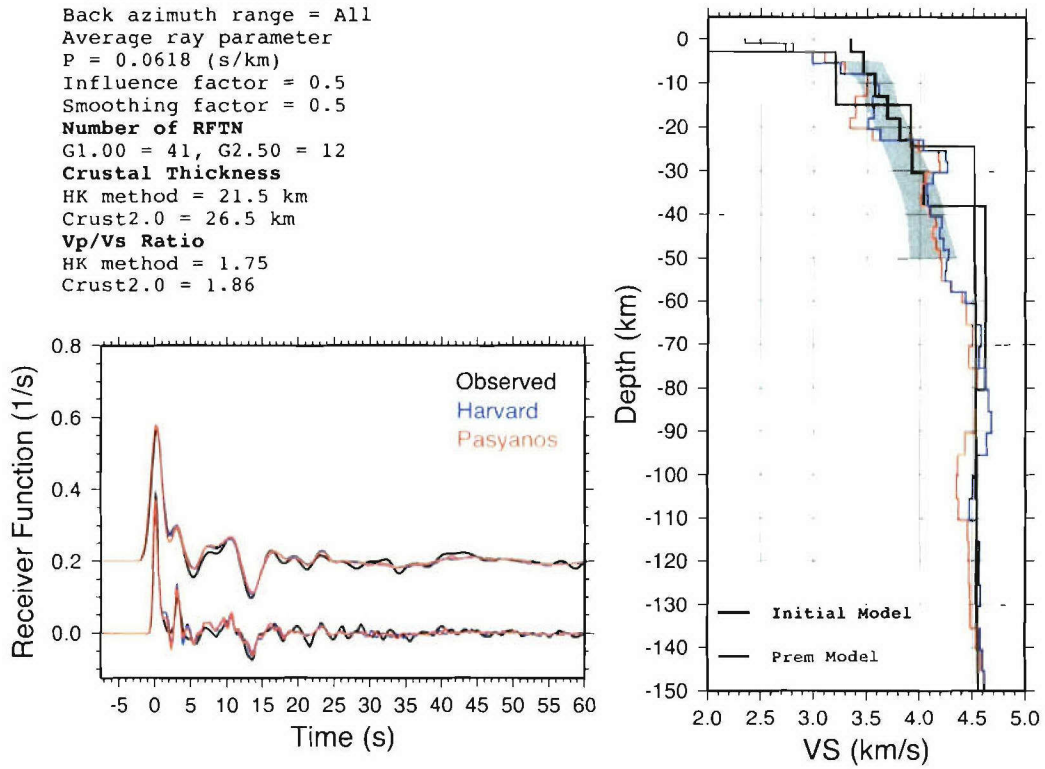 Back azimuth range = All
Average ray parameter
P = 0.0618 (s/km)
Influence factor = 0.5
Smoothing factor = 0.5
Number of RFTN
G1.00 = 41, G2.50 = 12
Crustal Thickness
HK method = 21.5 km
Crust2.0 = 26.5 km
Vp/Vs Ratio
HK method = 1.75
Crust2.0 = 1.86
Receiver Function (1/s)
0.8
0.6
0.4
0.2
0.0
Observed
Harvard
Pasyanos
-5 0 5 10 15 20 25 30 35 40 45 50 55 60
Time (s)
Depth (km)
0
-10
-20
-30
-40
-50
-60
-70
-80
-90
-100
-110
-120
-130
-140
-150
Initial Model
Prem Model
2.0 2.5 3.0 3.5 4.0 4.5 5.0
VS (km/s)